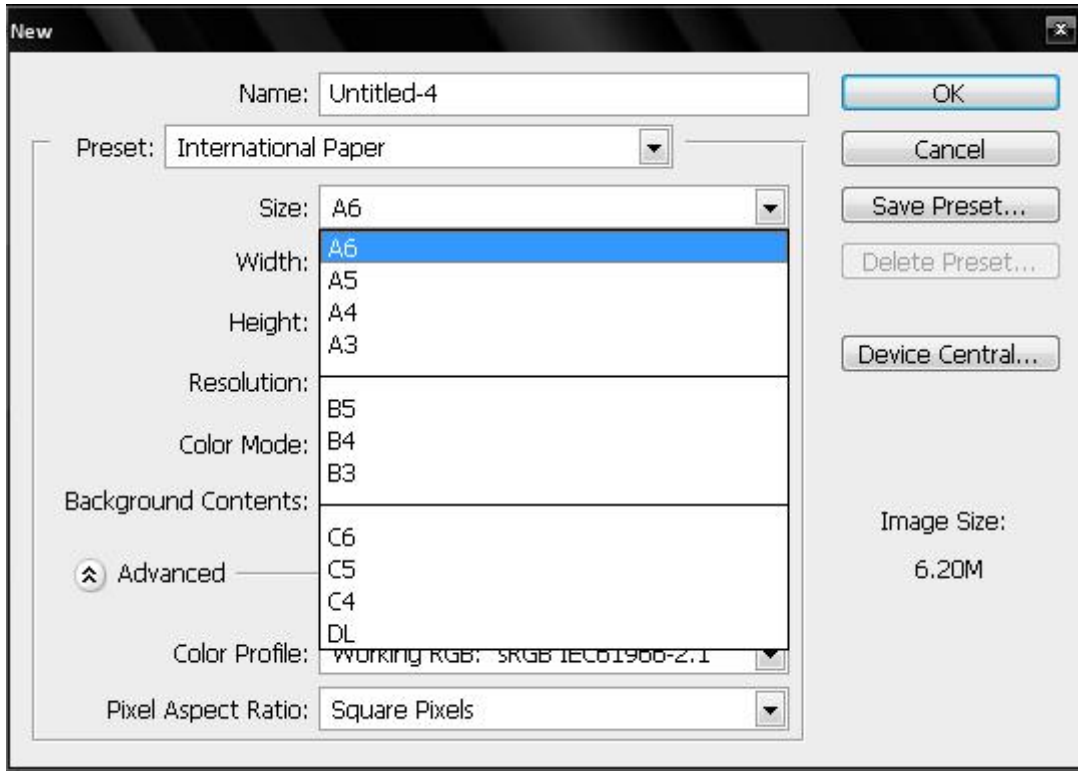 New
Name: Untitled-4
OK
Preset: International Paper
Cancel
Size: A6
Save Preset...
A6
Width:
Delete Preset...
A5
A4
Height:
A3
Device Central...
Resolution:
B5
Color Mode:
B4
B3
Background Contents:
Image Size:
C6
Advanced
C5
6.20M
C4
DL
Color Profile: Working RGB: sRGB IEC61966-2.1
Pixel Aspect Ratio: Square Pixels